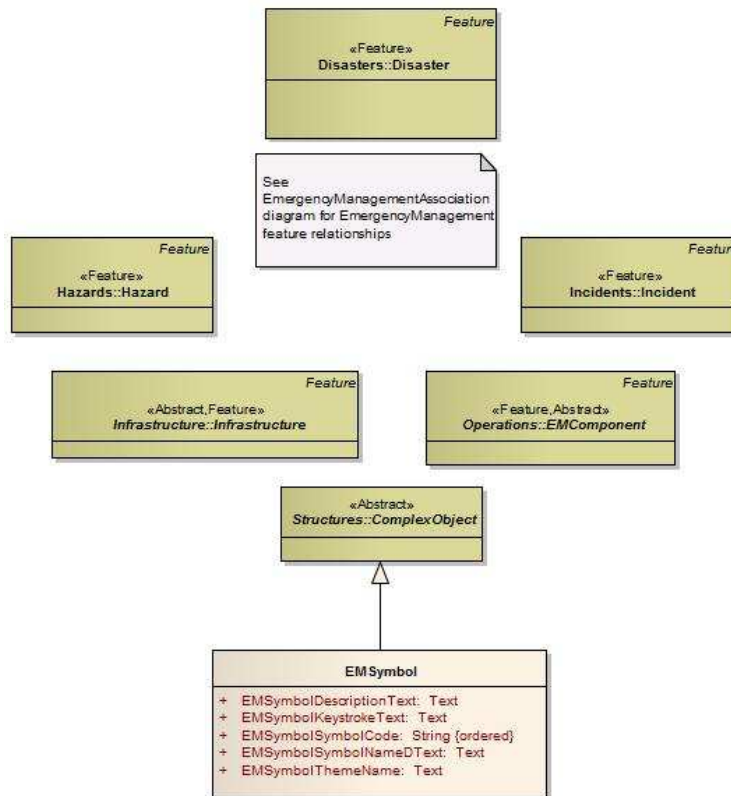 Feature
«Feature»
Disasters::Disaster
See
EmergencyManagementAssociation
diagram for EmergencyManagement
feature relationships
Feature
«Feature»
Hazards::Hazard
Feature
«Feature»
Incidents::Incident
Feature
«Abstract,Feature»
Infrastructure::Infrastructure
Feature
«Feature,Abstract»
Operations::EMComponent
«Abstract»
Structures::ComplexObject
EMSymbol
+ EMSymbolDescriptionText: Text
+ EMSymbolKeystrokeText: Text
+ EMSymbolSymbolCode: String {ordered}
+ EMSymbolSymbolNameDText: Text
+ EMSymbolThemeName: Text